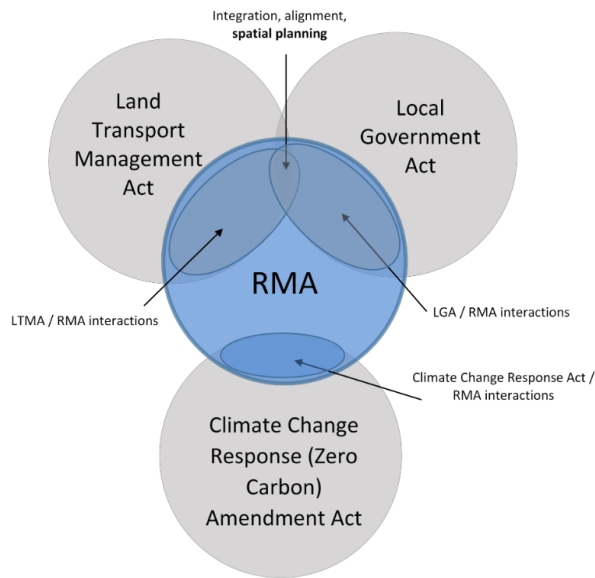 Integration, alignment,
spatial planning
Land
Transport
Management
Act
Local
Government
Act
RMA
LTMA / RMA interactions
LGA / RMA interactions
Climate Change Response Act /
RMA interactions
Climate Change
Response (Zero
Carbon)
Amendment Act